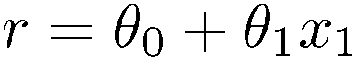 r = θ₀ + θ₁x₁